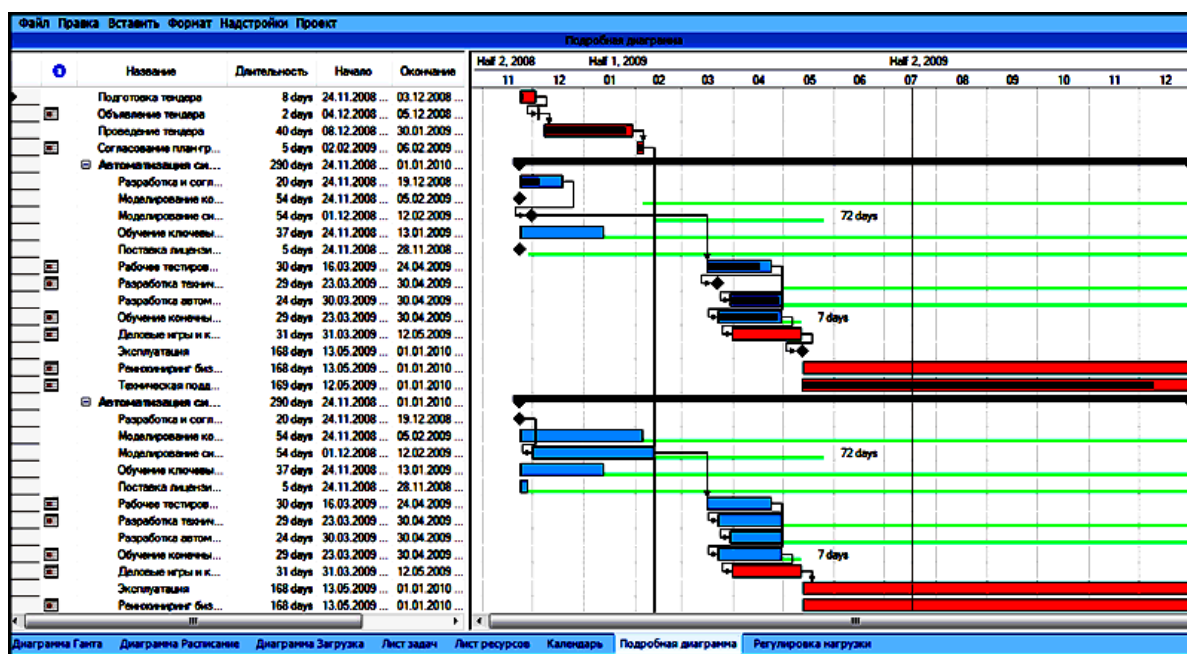 Файл Правка Вставить Формат Надстройки Проект
Подробная диаграмма
Название Длительность Начало Окончание
Half 2, 2008 Half 1, 2009 Half 2, 2009
11 12 01 02 03 04 05 06 07 08 09 10 11 12
Подготовка тендера 8 days 24.11.2008 ... 03.12.2008 ...
Объявление тендера 2 days 04.12.2008 ... 05.12.2008 ...
Проведение тендера 40 days 08.12.2008 ... 30.01.2009 ...
Согласование план гр... 5 days 02.02.2009 ... 06.02.2009 ...
Автоматизация си... 290 days 24.11.2008 ... 01.01.2010 ...
Разработка и согл... 20 days 24.11.2008 ... 19.12.2008 ...
Моделирование ко... 54 days 24.11.2008 ... 05.02.2009 ...
Моделирование си... 54 days 01.12.2008 ... 12.02.2009 ... 72 days
Обучение ключевы... 37 days 24.11.2008 ... 13.01.2009 ...
Поставка лицензи... 5 days 24.11.2008 ... 28.11.2008 ...
Рабочее тестиров... 30 days 16.03.2009 ... 24.04.2009 ...
Разработка технич... 29 days 23.03.2009 ... 30.04.2009 ...
Разработка автом... 24 days 30.03.2009 ... 30.04.2009 ...
Обучение конечны... 29 days 23.03.2009 ... 30.04.2009 ... 7 days
Деловые игры и к... 31 days 31.03.2009 ... 12.05.2009 ...
Эксплуатация 168 days 13.05.2009 ... 01.01.2010 ...
Реинжиниринг биз... 168 days 13.05.2009 ... 01.01.2010 ...
Техническая подд... 169 days 12.05.2009 ... 01.01.2010 ...
Автоматизация си... 290 days 24.11.2008 ... 01.01.2010 ...
Разработка и согл... 20 days 24.11.2008 ... 19.12.2008 ...
Моделирование ко... 54 days 24.11.2008 ... 05.02.2009 ...
Моделирование си... 54 days 01.12.2008 ... 12.02.2009 ... 72 days
Обучение ключевы... 37 days 24.11.2008 ... 13.01.2009 ...
Поставка лицензи... 5 days 24.11.2008 ... 28.11.2008 ...
Рабочее тестиров... 30 days 16.03.2009 ... 24.04.2009 ...
Разработка технич... 29 days 23.03.2009 ... 30.04.2009 ...
Разработка автом... 24 days 30.03.2009 ... 30.04.2009 ...
Обучение конечны... 29 days 23.03.2009 ... 30.04.2009 ... 7 days
Деловые игры и к... 31 days 31.03.2009 ... 12.05.2009 ...
Эксплуатация 168 days 13.05.2009 ... 01.01.2010 ...
Реинжиниринг биз... 168 days 13.05.2009 ... 01.01.2010 ...
Диаграмма Ганта Диаграмма Расписание Диаграмма Загрузка Лист задач Лист ресурсов Календарь Подробная диаграмма Регулировка нагрузки